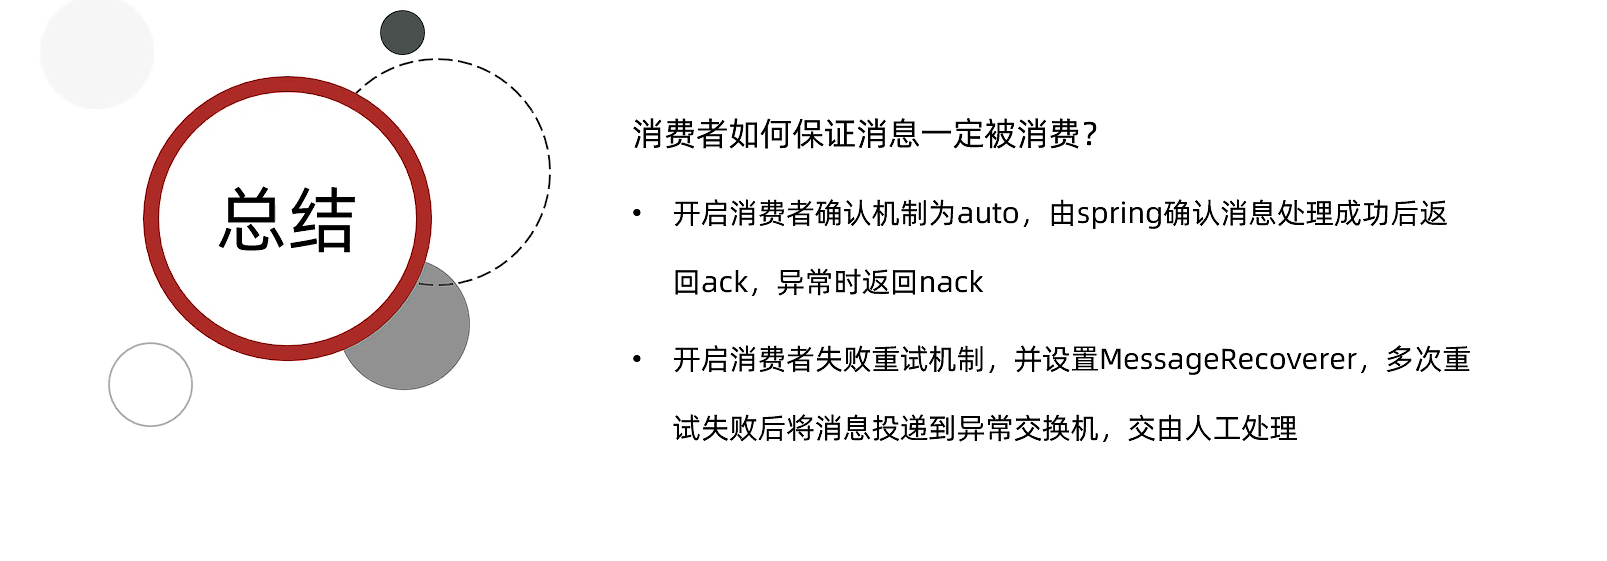 总结
消费者如何保证消息一定被消费？
• 开启消费者确认机制为auto，由spring确认消息处理成功后返
回ack，异常时返回nack
• 开启消费者失败重试机制，并设置MessageRecoverer，多次重
试失败后将消息投递到异常交换机，交由人工处理